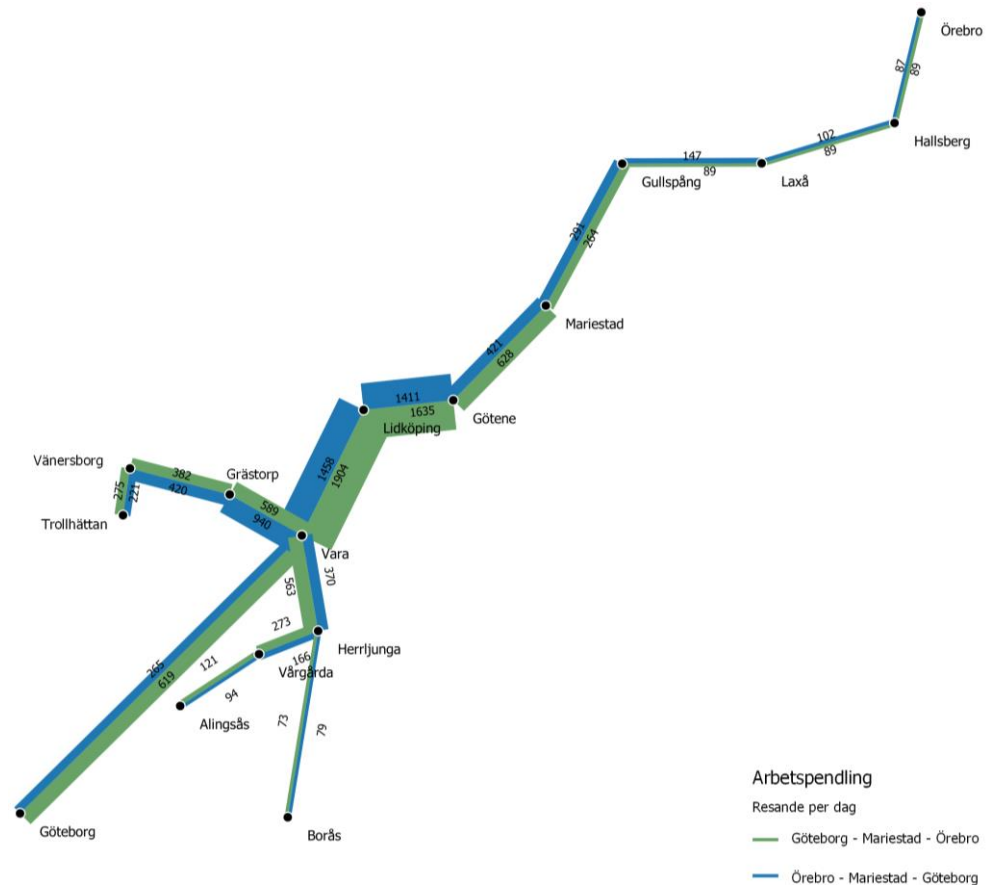 Örebro
87
89
Hallsberg
102
89
147
89
Gullspång
Laxå
291
264
Mariestad
421
628
1411
1635
Götene
Lidköping
1458
1904
Vänersborg
382
420
Grästorp
275
221
Trollhättan
589
940
Vara
563
370
273
166
Herrljunga
Vårgårda
121
94
Alingsås
265
619
73
79
Göteborg
Borås
Arbetspendling
Resande per dag
Göteborg - Mariestad - Örebro
Örebro - Mariestad - Göteborg